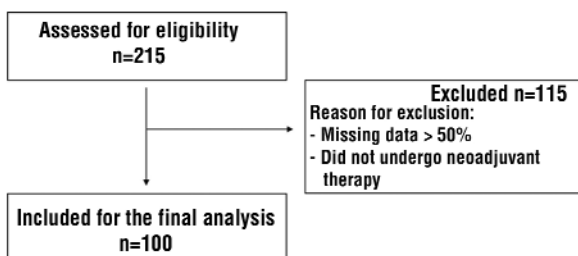 Assessed for eligibility
n=215
Excluded n=115
Reason for exclusion:
- Missing data > 50%
- Did not undergo neoadjuvant
therapy
Included for the final analysis
n=100